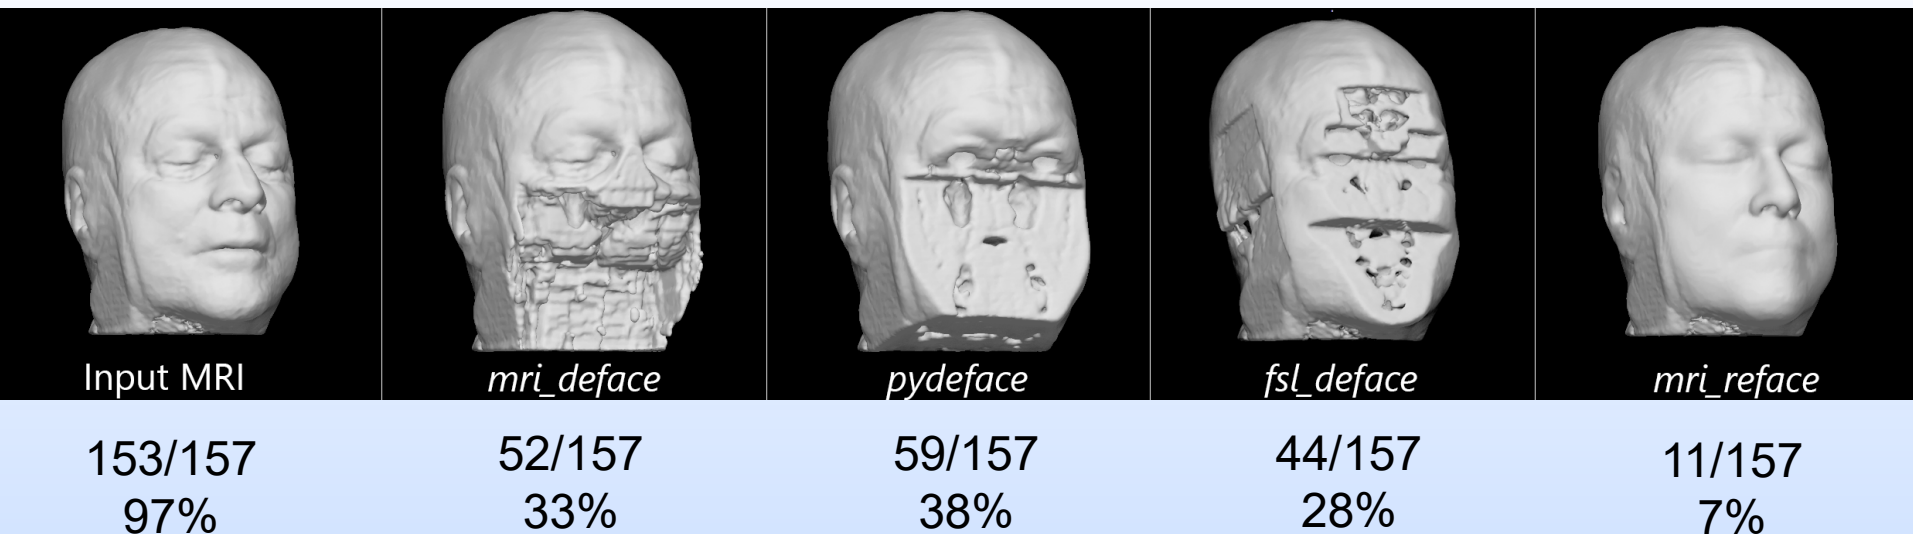 Input MRI
mri_deface
pydeface
fsl_deface
mri_reface
153/157
52/157
59/157
44/157
11/157
97%
33%
38%
28%
7%